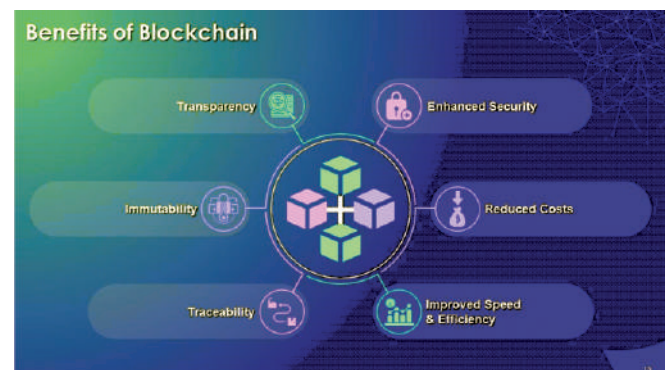 Benefits of Blockchain
Transparency
Enhanced Security
Immutability
Reduced Costs
Traceability
Improved Speed
& Efficiency